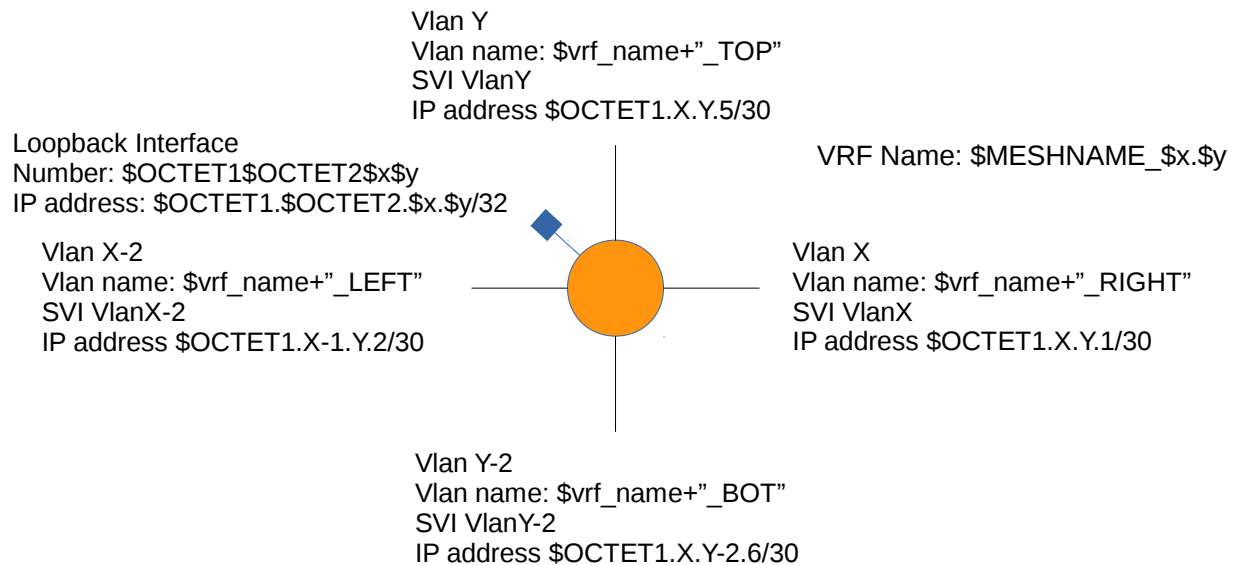 Vlan Y
Vlan name: $vrf_name+”_TOP”
SVI VlanY
IP address $OCTET1.X.Y.5/30
Loopback Interface
Number: $OCTET1$OCTET2$x$y
IP address: $OCTET1.$OCTET2.$x.$y/32
VRF Name: $MESHNAME_$x.$y
Vlan X-2
Vlan name: $vrf_name+”_LEFT”
SVI VlanX-2
IP address $OCTET1.X-1.Y.2/30
Vlan X
Vlan name: $vrf_name+”_RIGHT”
SVI VlanX
IP address $OCTET1.X.Y.1/30
Vlan Y-2
Vlan name: $vrf_name+”_BOT”
SVI VlanY-2
IP address $OCTET1.X.Y-2.6/30